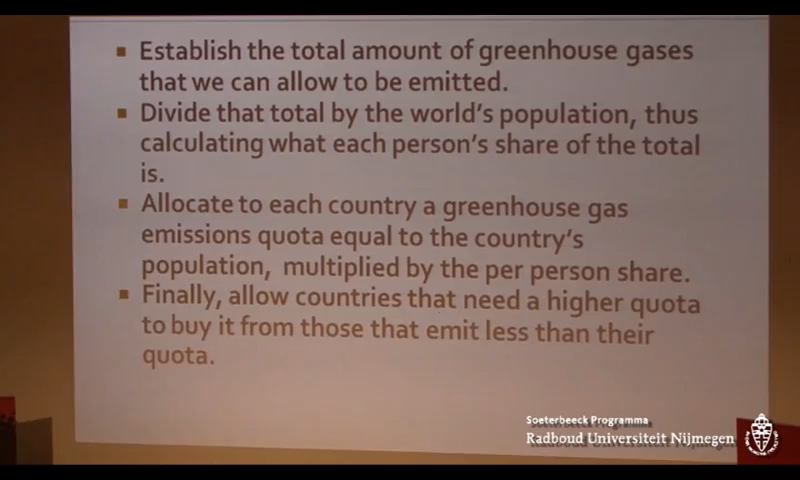 ▪ Establish the total amount of greenhouse gases
that we can allow to be emitted.
▪ Divide that total by the world's population, thus
calculating what each person's share of the total
is.
▪ Allocate to each country a greenhouse gas
emissions quota equal to the country's
population, multiplied by the per person share.
▪ Finally, allow countries that need a higher quota
to buy it from those that emit less than their
quota.
Soeterbeeck Programma
Radboud Universiteit Nijmegen